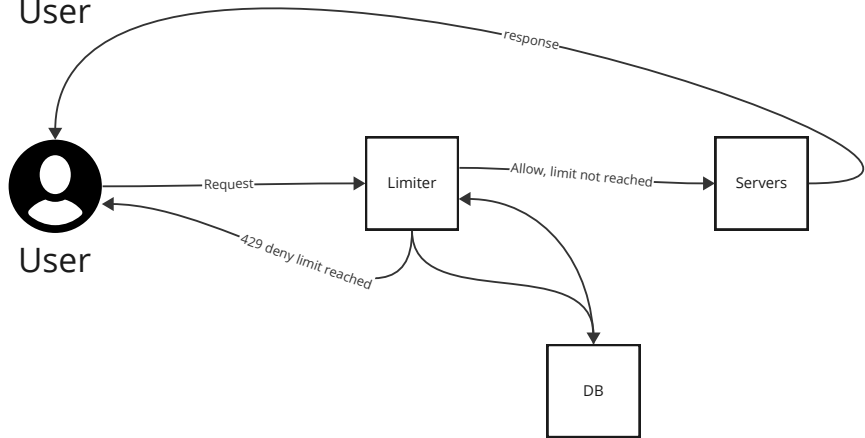 User
response
Request
Limiter
Allow, limit not reached
Servers
429 deny limit reached
User
DB